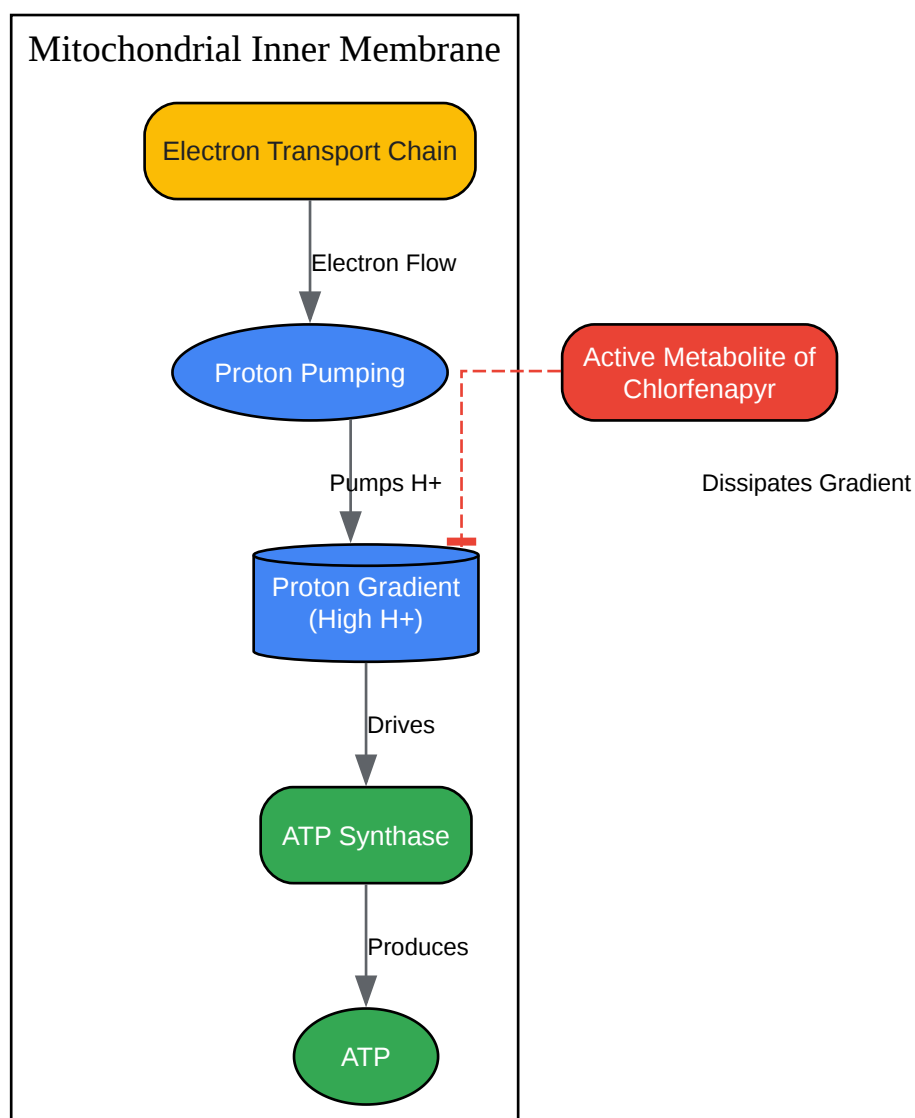 Mitochondrial Inner Membrane
Electron Transport Chain
Electron Flow
Proton Pumping
Active Metabolite of
Chlorfenapyr
Pumps H+
Dissipates Gradient
Proton Gradient
(High H+)
Drives
ATP Synthase
Produces
ATP